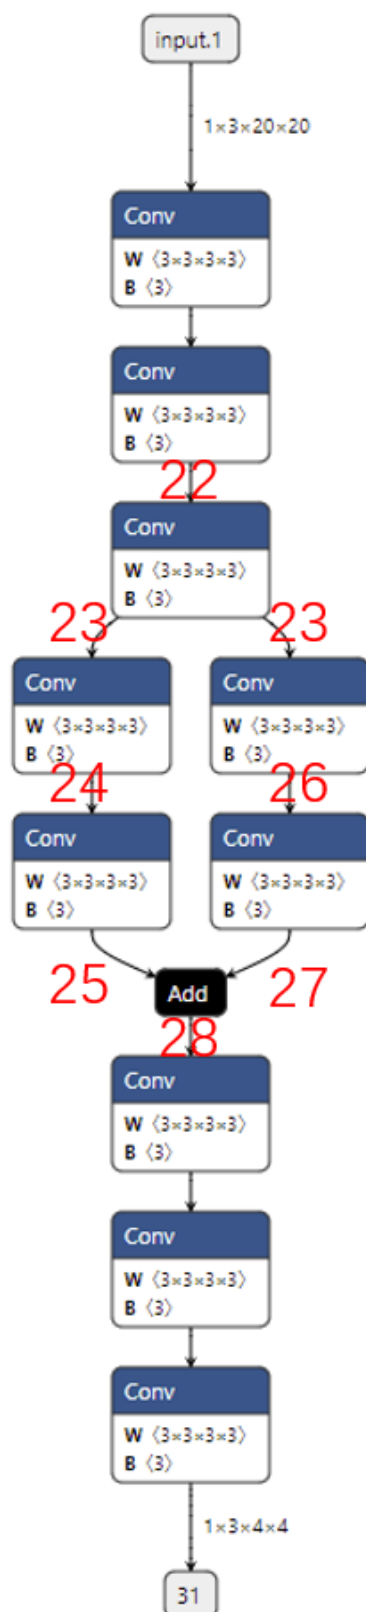 input.1
1×3×20×20
Conv
W ⟨3×3×3×3⟩
B ⟨3⟩
Conv
W ⟨3×3×3×3⟩
B ⟨3⟩
22
Conv
W ⟨3×3×3×3⟩
B ⟨3⟩
23 23
Conv Conv
W ⟨3×3×3×3⟩ W ⟨3×3×3×3⟩
B ⟨3⟩ B ⟨3⟩
24 26
Conv Conv
W ⟨3×3×3×3⟩ W ⟨3×3×3×3⟩
B ⟨3⟩ B ⟨3⟩
25 Add 27
28
Conv
W ⟨3×3×3×3⟩
B ⟨3⟩
Conv
W ⟨3×3×3×3⟩
B ⟨3⟩
Conv
W ⟨3×3×3×3⟩
B ⟨3⟩
1×3×4×4
31